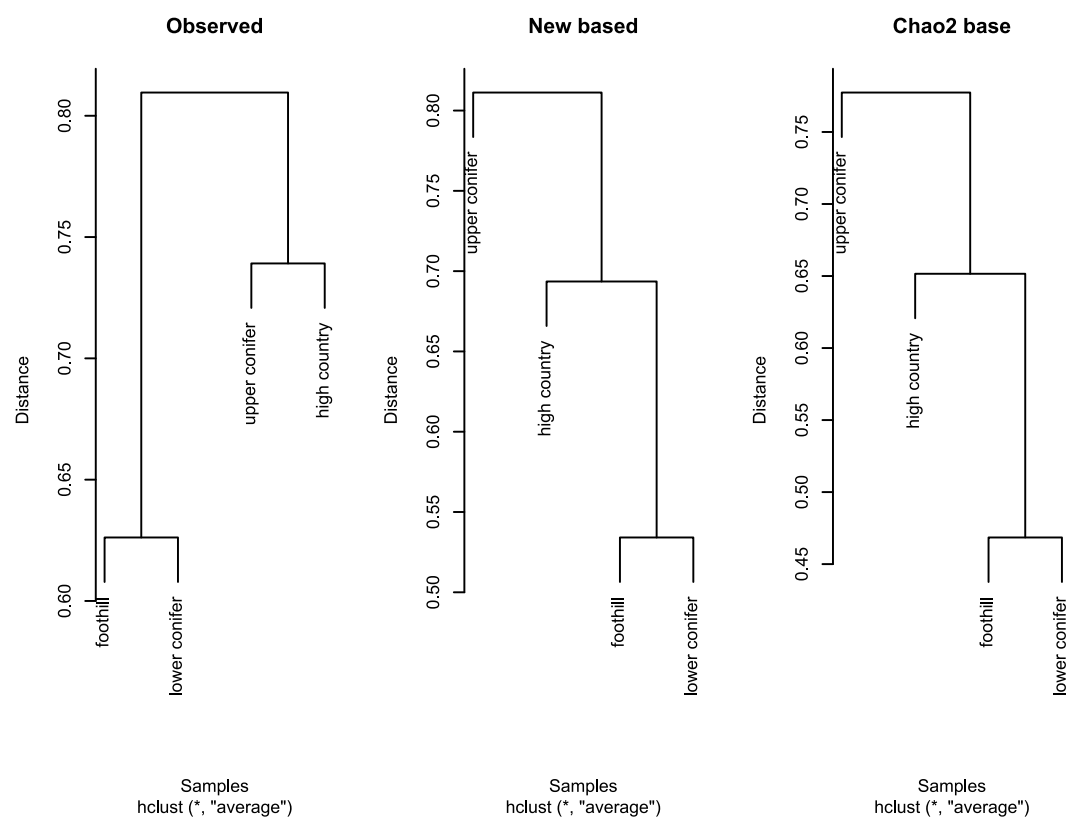 Observed
Distance
0.60 0.65 0.70 0.75 0.80
foothill
lower conifer
upper conifer
high country
Samples
hclust (*, "average")
New based
Distance
0.50 0.55 0.60 0.65 0.70 0.75 0.80
upper conifer
high country
foothill
lower conifer
Samples
hclust (*, "average")
Chao2 base
Distance
0.45 0.50 0.55 0.60 0.65 0.70 0.75
upper conifer
high country
foothill
lower conifer
Samples
hclust (*, "average")